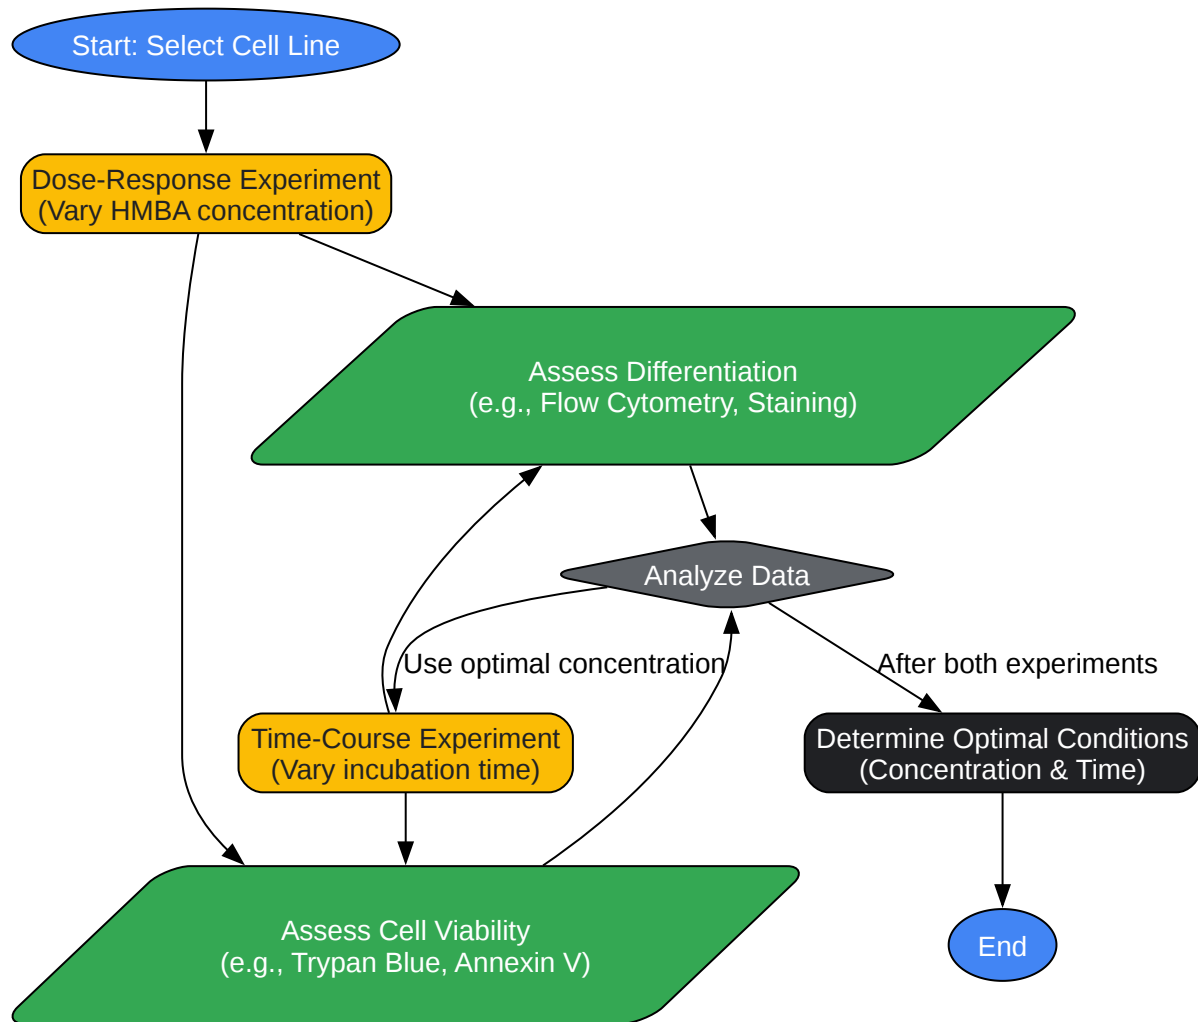 Start: Select Cell Line
Dose-Response Experiment
(Vary HMBA concentration)
Assess Differentiation
(e.g., Flow Cytometry, Staining)
Analyze Data
Use optimal concentration
After both experiments
Time-Course Experiment
(Vary incubation time)
Determine Optimal Conditions
(Concentration & Time)
Assess Cell Viability
(e.g., Trypan Blue, Annexin V)
End